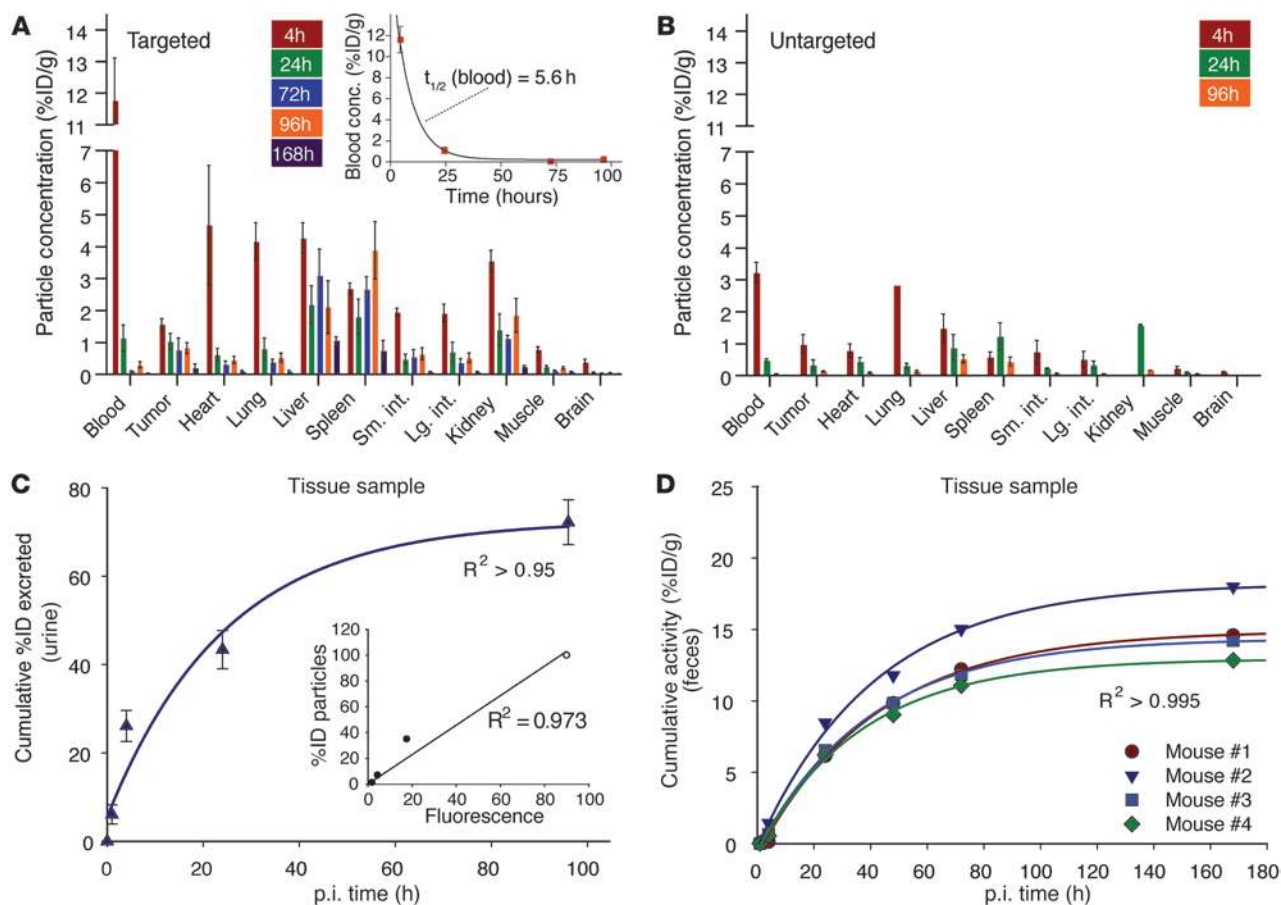 A
Targeted
4h
24h
72h
96h
168h
Particle concentration (%ID/g)
14
13
12
11
7
6
5
4
3
2
1
0
Blood
Tumor
Heart
Lung
Liver
Spleen
Sm. int.
Lg. int.
Kidney
Muscle
Brain
Tissue sample
Blood conc. (%ID/g)
12
10
8
6
4
2
0
t1/2 (blood) = 5.6 h
0
25
50
75
100
Time (hours)
B
Untargeted
4h
24h
96h
Particle concentration (%ID/g)
14
13
12
11
7
6
5
4
3
2
1
0
Blood
Tumor
Heart
Lung
Liver
Spleen
Sm. int.
Lg. int.
Kidney
Muscle
Brain
Tissue sample
C
Cumulative %ID excreted
(urine)
80
60
40
20
0
R2 > 0.95
0
20
40
60
80
100
p.i. time (h)
%ID particles
120
100
80
60
40
20
0
R2 = 0.973
0
20
40
60
80
100
Fluorescence
D
Cumulative activity (%ID/g)
(feces)
25
20
15
10
5
0
R2 > 0.995
Mouse #1
Mouse #2
Mouse #3
Mouse #4
0
20
40
60
80
100
120
140
160
180
p.i. time (h)